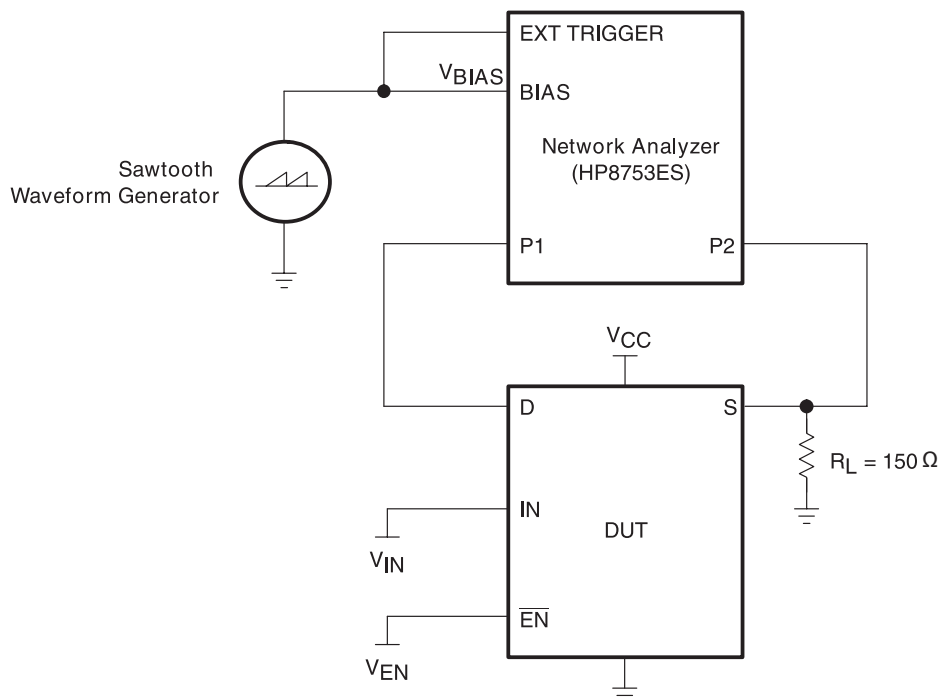 EXT TRIGGER
VBIAS
BIAS
Network Analyzer
(HP8753ES)
Sawtooth
Waveform Generator
P1
P2
VCC
D
S
RL = 150 Ω
IN
DUT
VIN
EN
VEN